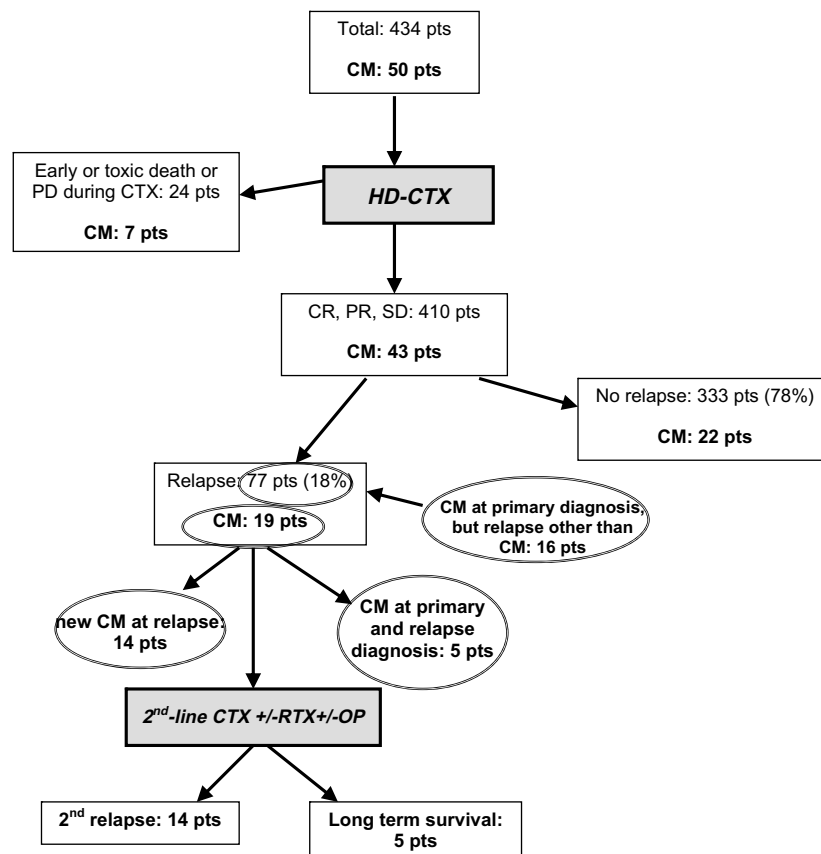 Total: 434 pts
CM: 50 pts
Early or toxic death or
PD during CTX: 24 pts
CM: 7 pts
HD-CTX
CR, PR, SD: 410 pts
CM: 43 pts
No relapse: 333 pts (78%)
CM: 22 pts
Relapse: 77 pts (18%)
CM: 19 pts
CM at primary diagnosis,
but relapse other than
CM: 16 pts
new CM at relapse:
14 pts
CM at primary
and relapse
diagnosis: 5 pts
2nd-line CTX +/-RTX+/-OP
2nd relapse: 14 pts
Long term survival:
5 pts